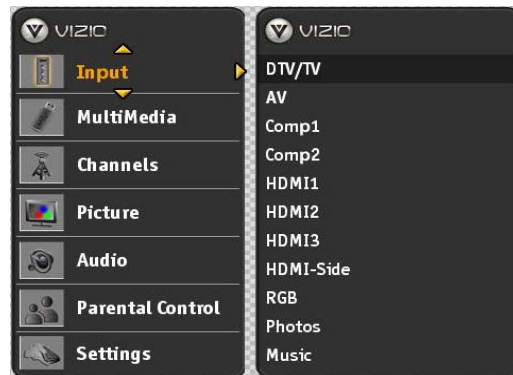 VIZIO
Input
MultiMedia
Channels
Picture
Audio
Parental Control
Settings
VIZIO
DTV/TV
AV
Comp1
Comp2
HDMI1
HDMI2
HDMI3
HDMI-Side
RGB
Photos
Music